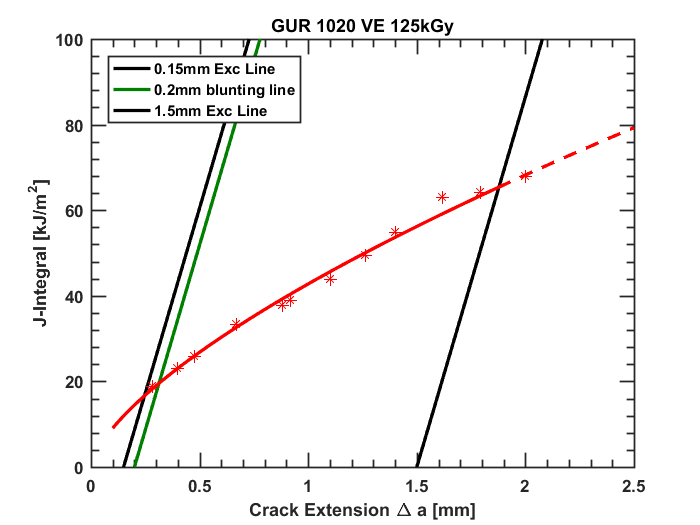 GUR 1020 VE 125kGy
100
0.15mm Exc Line
0.2mm blunting line
1.5mm Exc Line
80
60
40
20
0
J-Integral [kJ/m²]
0 0.5 1 1.5 2 2.5
Crack Extension Δ a [mm]